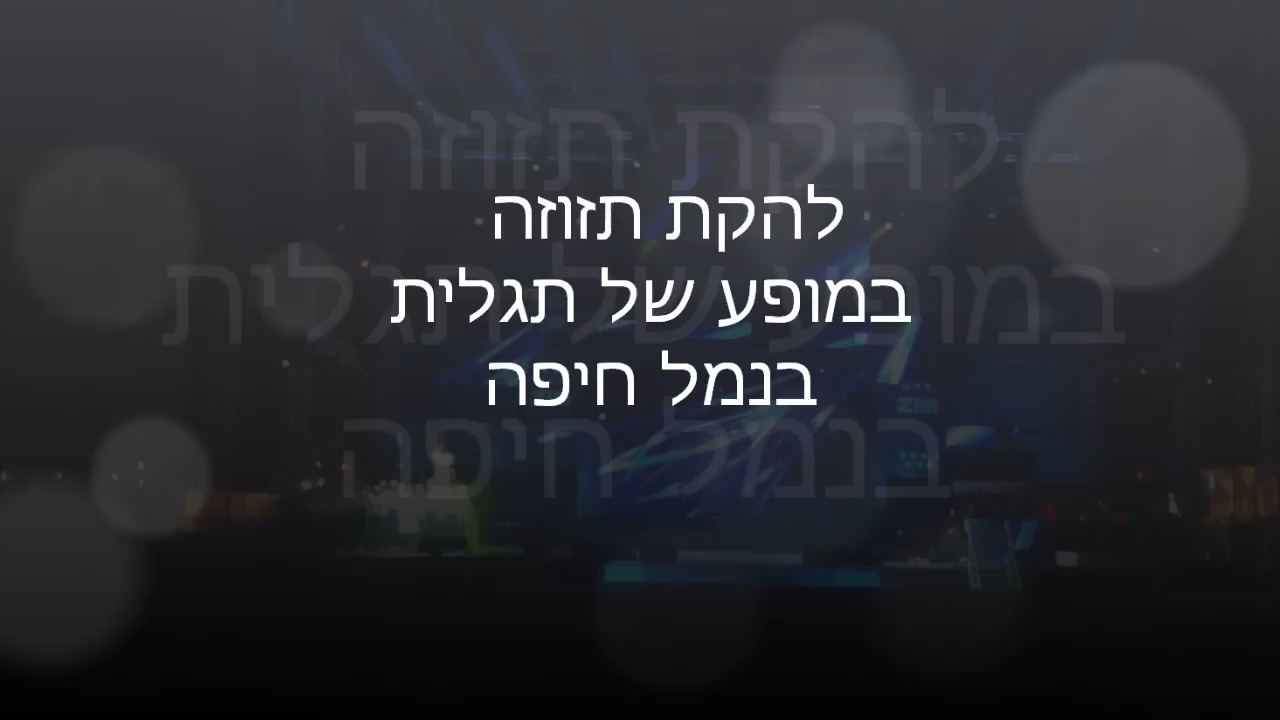 להקת תזוזה
במופע של תגלית
בנמל חיפה